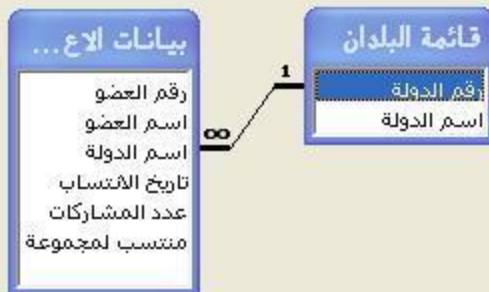 قائمة البلدان
رقم الدولة
اسم الدولة
1
∞
بيانات الاع...
رقم العضو
اسم العضو
اسم الدولة
تاريخ الانتساب
عدد المشاركات
منتسب لمجموعة